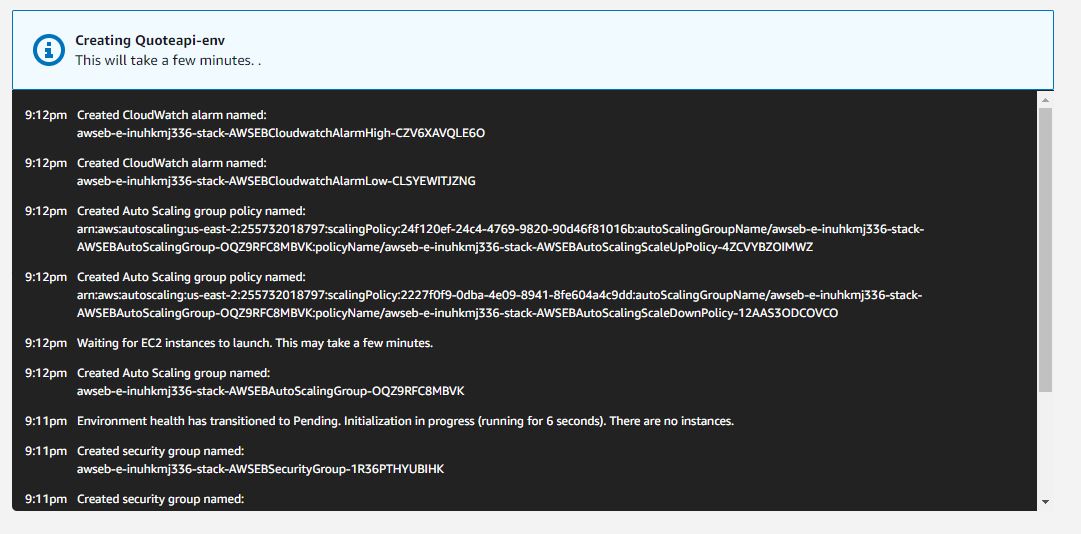 Creating Quoteapi-env
This will take a few minutes. .
9:12pm Created CloudWatch alarm named:
awseb-e-inuhkmj336-stack-AWSEBCloudwatchAlarmHigh-CZV6XAVQLE6O
9:12pm Created CloudWatch alarm named:
awseb-e-inuhkmj336-stack-AWSEBCloudwatchAlarmLow-CLSYEWITJZNG
9:12pm Created Auto Scaling group policy named:
arn:aws:autoscaling:us-east-2:255732018797:scalingPolicy:24f120ef-24c4-4769-9820-90d46f81016b:autoScalingGroupName/awseb-e-inuhkmj336-stack-
AWSEBAutoScalingGroup-OQZ9RFC8MBVK:policyName/awseb-e-inuhkmj336-stack-AWSEBAutoScalingScaleUpPolicy-4ZCVYBZOIMWZ
9:12pm Created Auto Scaling group policy named:
arn:aws:autoscaling:us-east-2:255732018797:scalingPolicy:2227f0f9-0dba-4e09-8941-8fe604a4c9dd:autoScalingGroupName/awseb-e-inuhkmj336-stack-
AWSEBAutoScalingGroup-OQZ9RFC8MBVK:policyName/awseb-e-inuhkmj336-stack-AWSEBAutoScalingScaleDownPolicy-12AAS3ODCOVCO
9:12pm Waiting for EC2 instances to launch. This may take a few minutes.
9:12pm Created Auto Scaling group named:
awseb-e-inuhkmj336-stack-AWSEBAutoScalingGroup-OQZ9RFC8MBVK
9:11pm Environment health has transitioned to Pending. Initialization in progress (running for 6 seconds). There are no instances.
9:11pm Created security group named:
awseb-e-inuhkmj336-stack-AWSEBSecurityGroup-1R36PTHYUBIHK
9:11pm Created security group named: